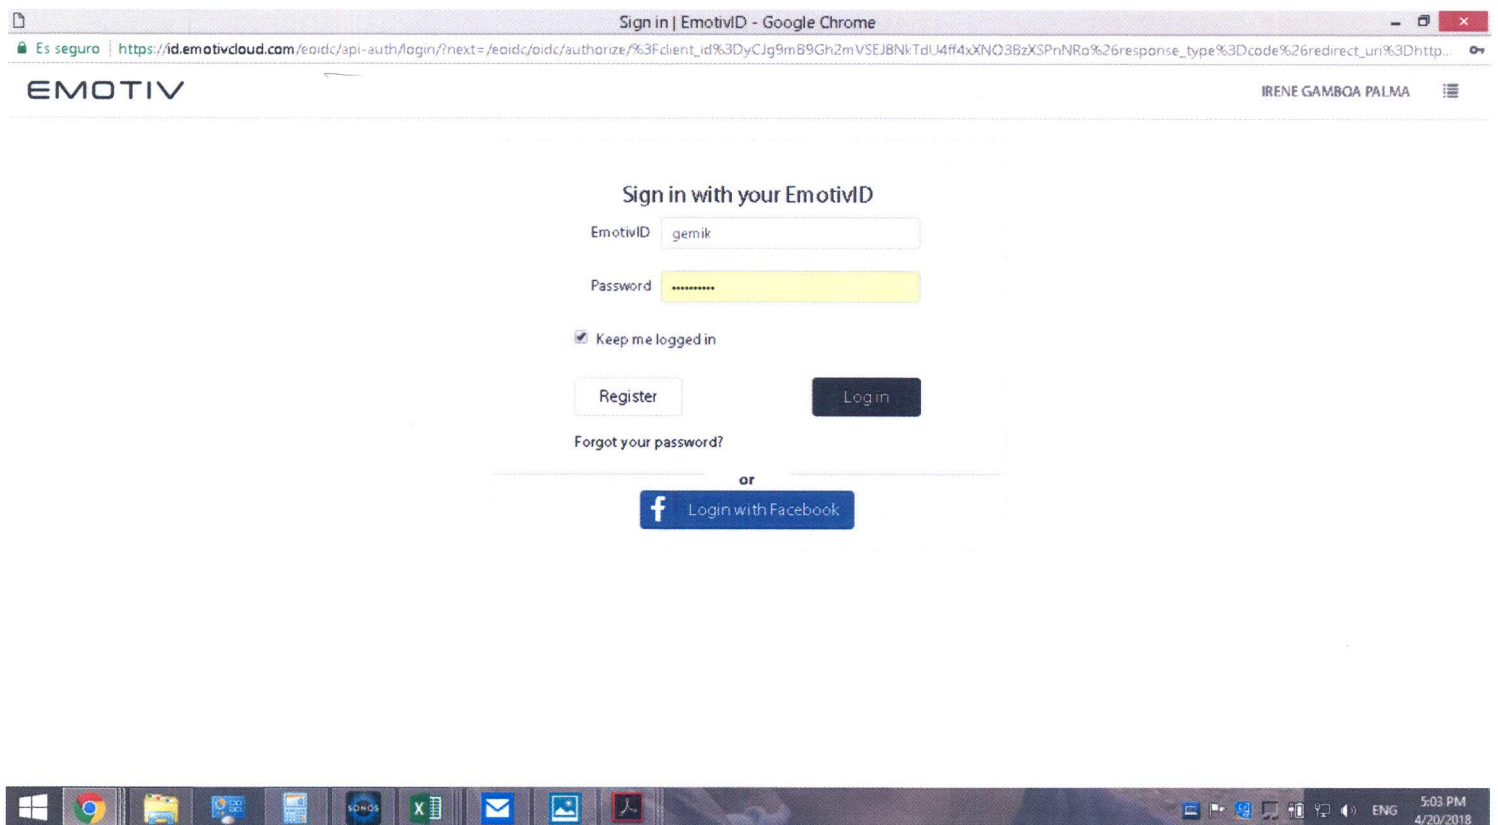 Sign in | EmotivID - Google Chrome
Es seguro | https://id.emotivcloud.com/eoidc/api-auth/login/?next=/eoidc/oidc/authorize/%3Fclient_id%3DyCJg9mB9Gh2mVSEJ8NkTdU4ff4xXNO3BzXSPnNRo%26response_type%3Dcode%26redirect_uri%3Dhttp...
EMOTIV
IRENE GAMBOA PALMA
Sign in with your EmotivID
EmotivID gemik
Password ••••••••••
Keep me logged in
Register Log in
Forgot your password?
or
f Login with Facebook
SONOS
ENG
5:03 PM
4/20/2018